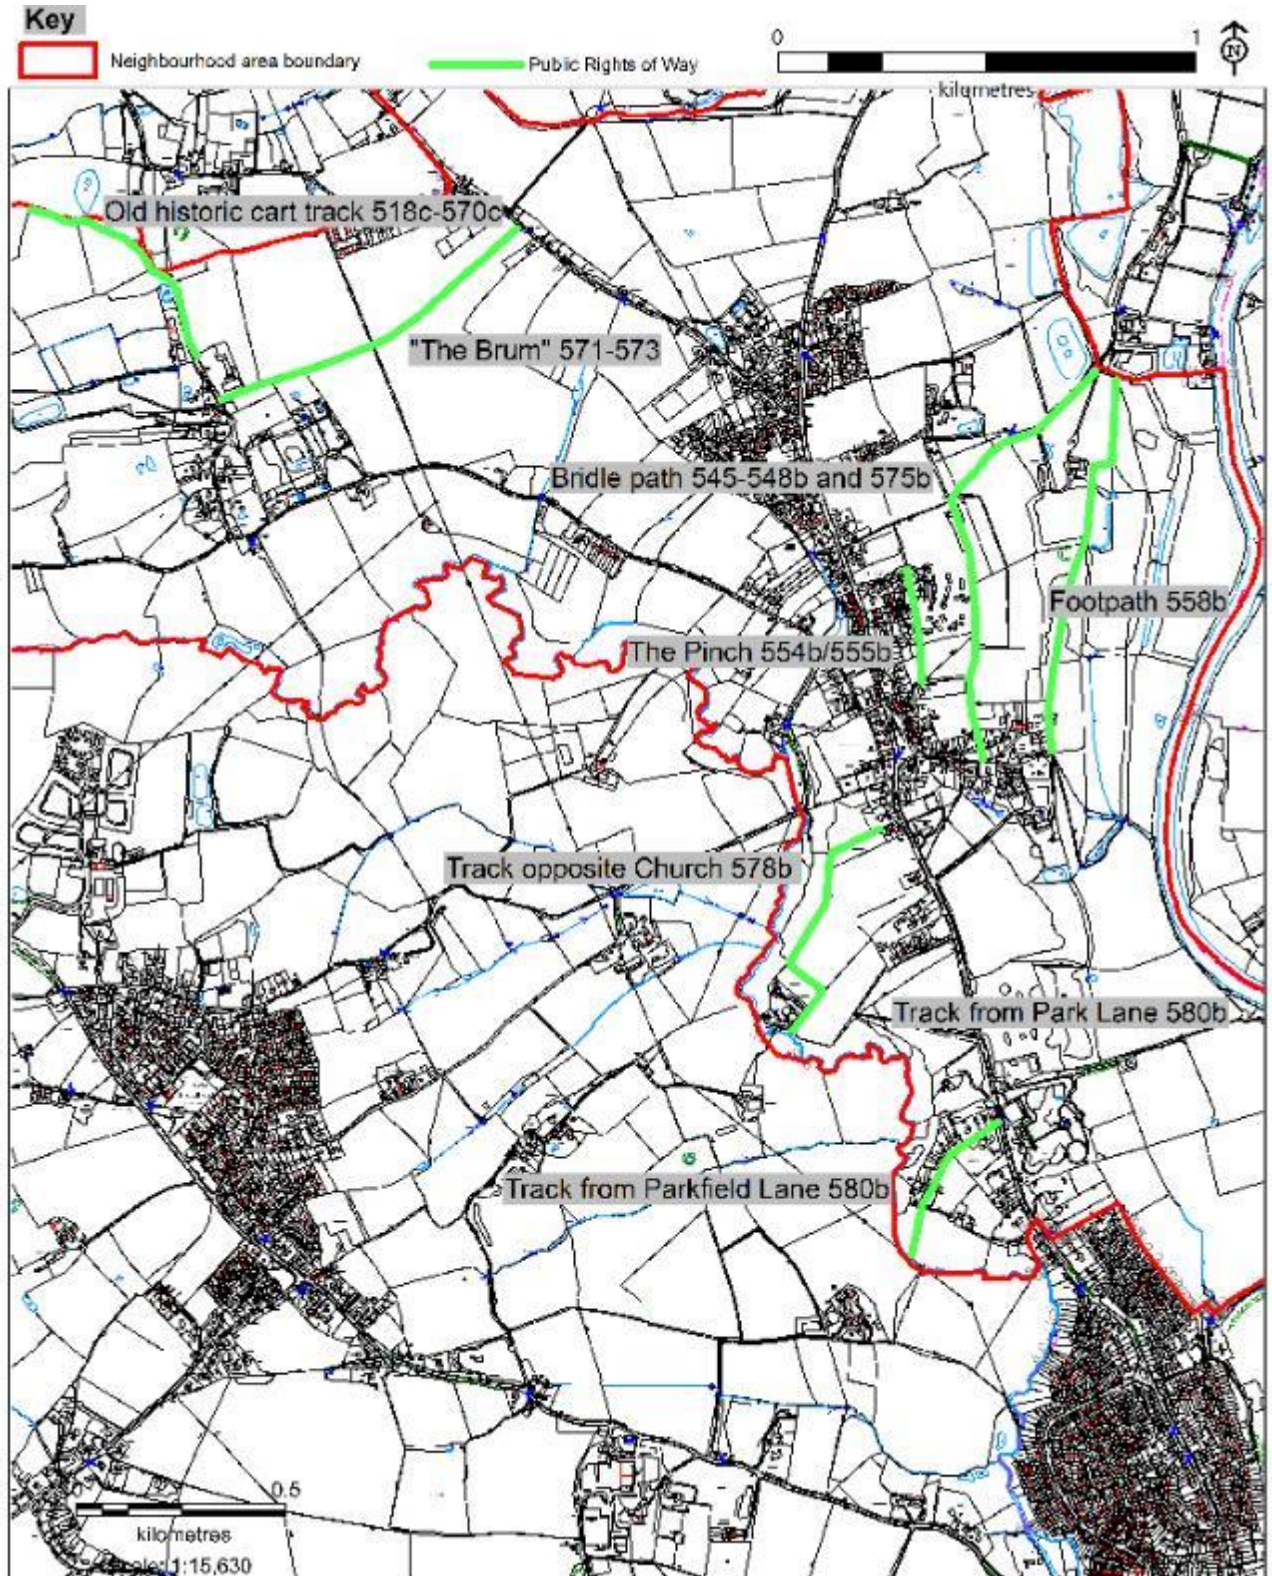 Key
Neighbourhood area boundary
Public Rights of Way
0 1
kilometres
N
Old historic cart track 518c-570c
"The Brum" 571-573
Bridle path 545-548b and 575b
Footpath 558b
The Pinch 554b/555b
Track opposite Church 578b
Track from Park Lane 580b
Track from Parkfield Lane 580b
0.5
kilometres
1:15,630